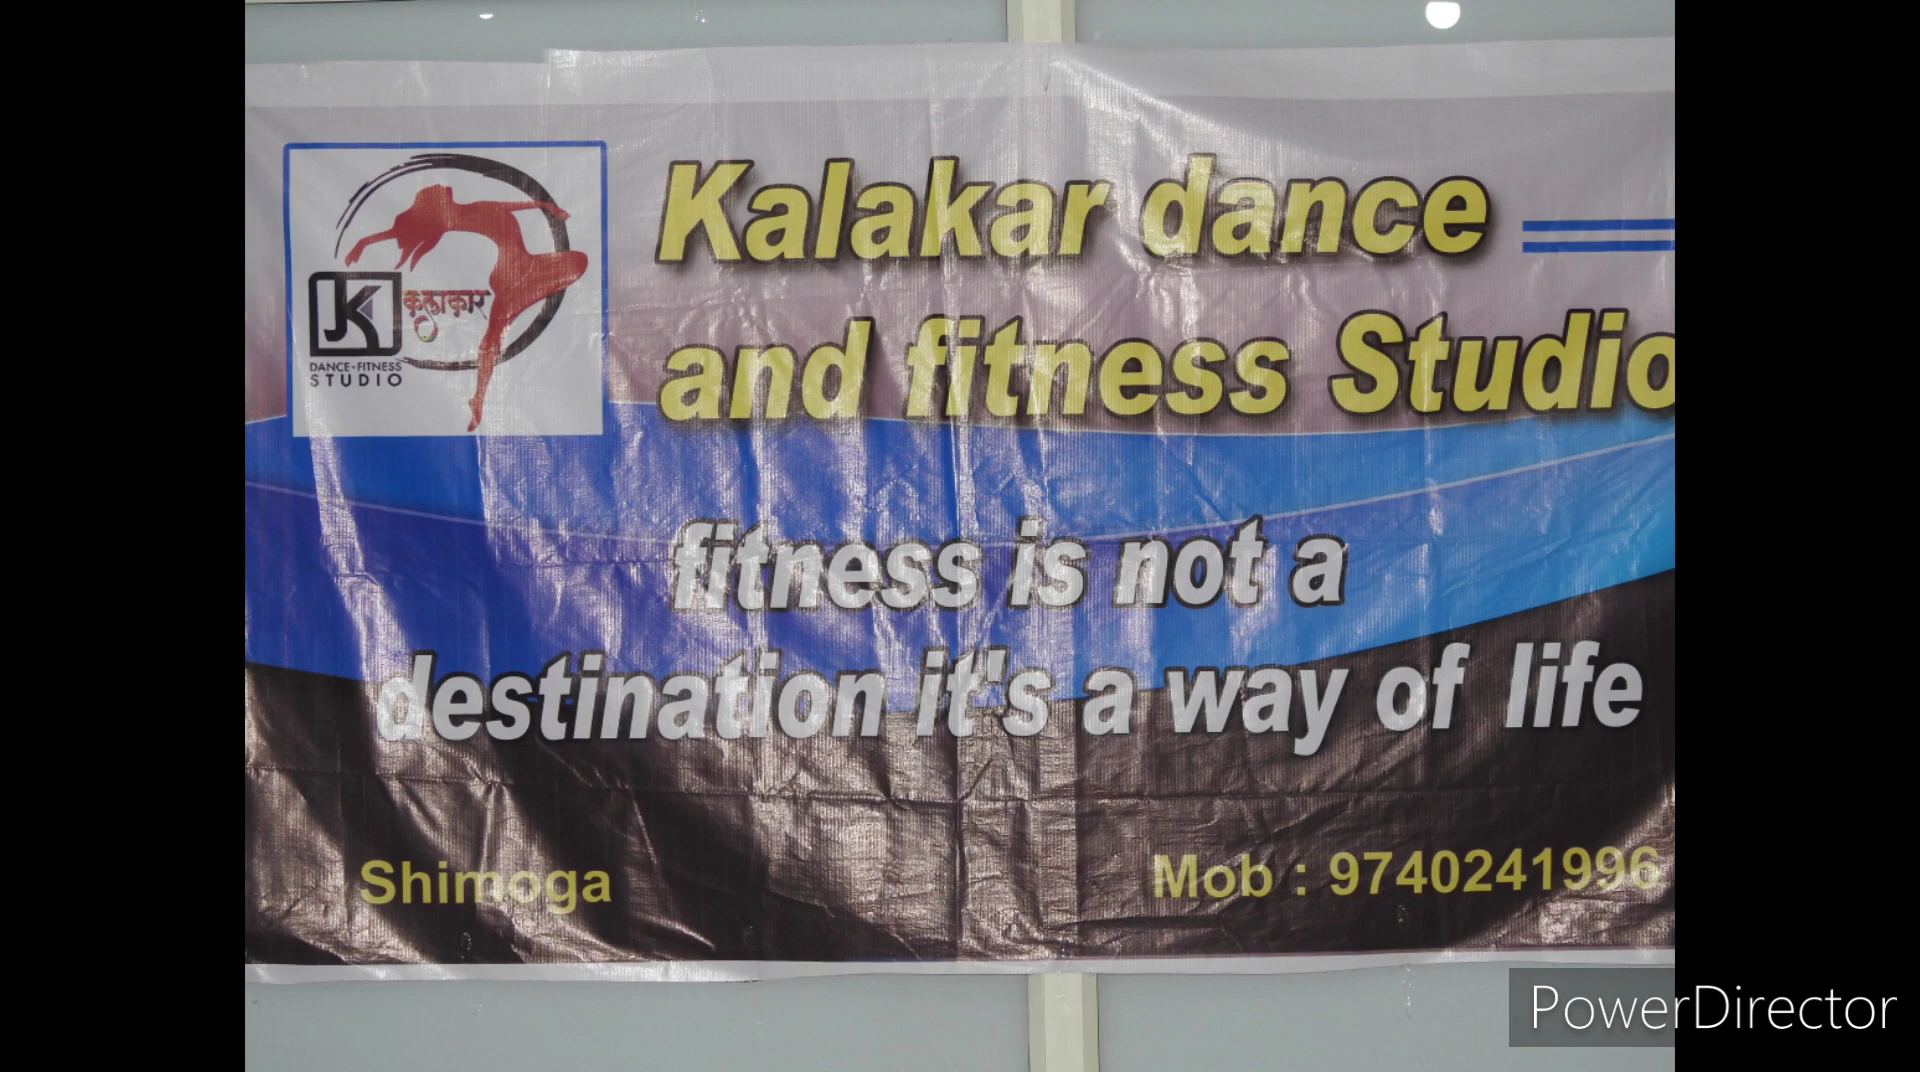 Kalakar dance
and fitness Studio
JK
कलाकार
DANCE-FITNESS
STUDIO
fitness is not a
destination it's a way of life
Shimoga
Mob : 9740241996
PowerDirector